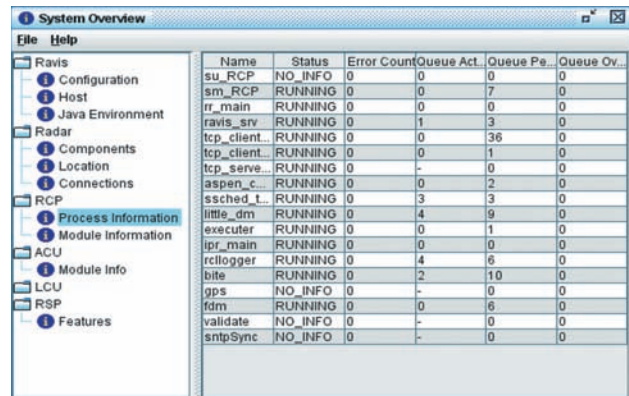 System Overview
File Help
Ravis
Configuration
Host
Java Environment
Radar
Components
Location
Connections
RCP
Process Information
Module Information
ACU
Module Info
LCU
RSP
Features
Name Status Error Count Queue Act... Queue Pe... Queue Ov...
su_RCP NO_INFO 0 0 0 0
sm_RCP RUNNING 0 0 7 0
rr_main RUNNING 0 0 0 0
ravis_srv RUNNING 0 1 3 0
tcp_client... RUNNING 0 0 36 0
tcp_client... RUNNING 0 0 1 0
tcp_serve... RUNNING 0 - 0 0
aspen_c... RUNNING 0 0 2 0
ssched_t... RUNNING 0 3 3 0
little_dm RUNNING 0 4 9 0
executer RUNNING 0 0 1 0
ipr_main RUNNING 0 0 0 0
rcllogger RUNNING 0 4 6 0
bite RUNNING 0 2 10 0
gps NO_INFO 0 - 0 0
fdm RUNNING 0 0 6 0
validate NO_INFO 0 - 0 0
sntpSync NO_INFO 0 - 0 0